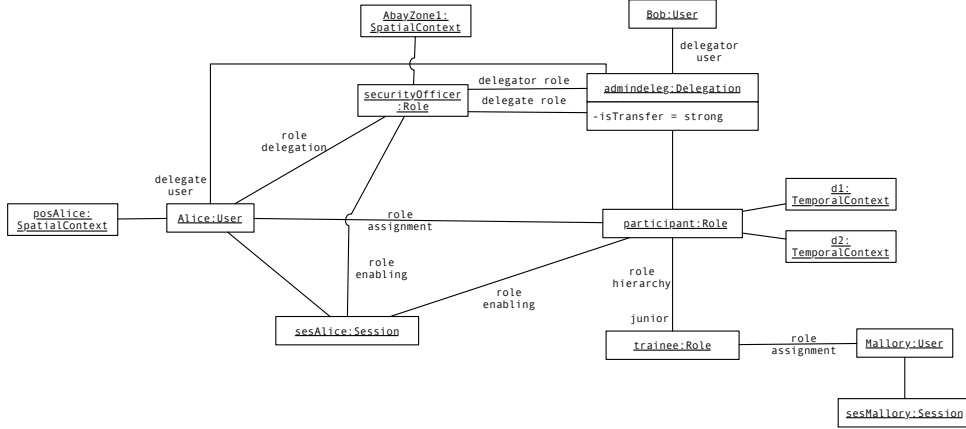 AbayZone1:
SpatialContext
Bob:User
delegator
user
delegator role
admindeleg:Delegation
securityOfficer
:Role
delegate role
-isTransfer = strong
role
delegation
delegate
user
d1:
TemporalContext
posAlice:
SpatialContext
Alice:User
role
assignment
participant:Role
d2:
TemporalContext
role
enabling
role
hierarchy
role
enabling
junior
sesAlice:Session
trainee:Role
role
assignment
Mallory:User
sesMallory:Session